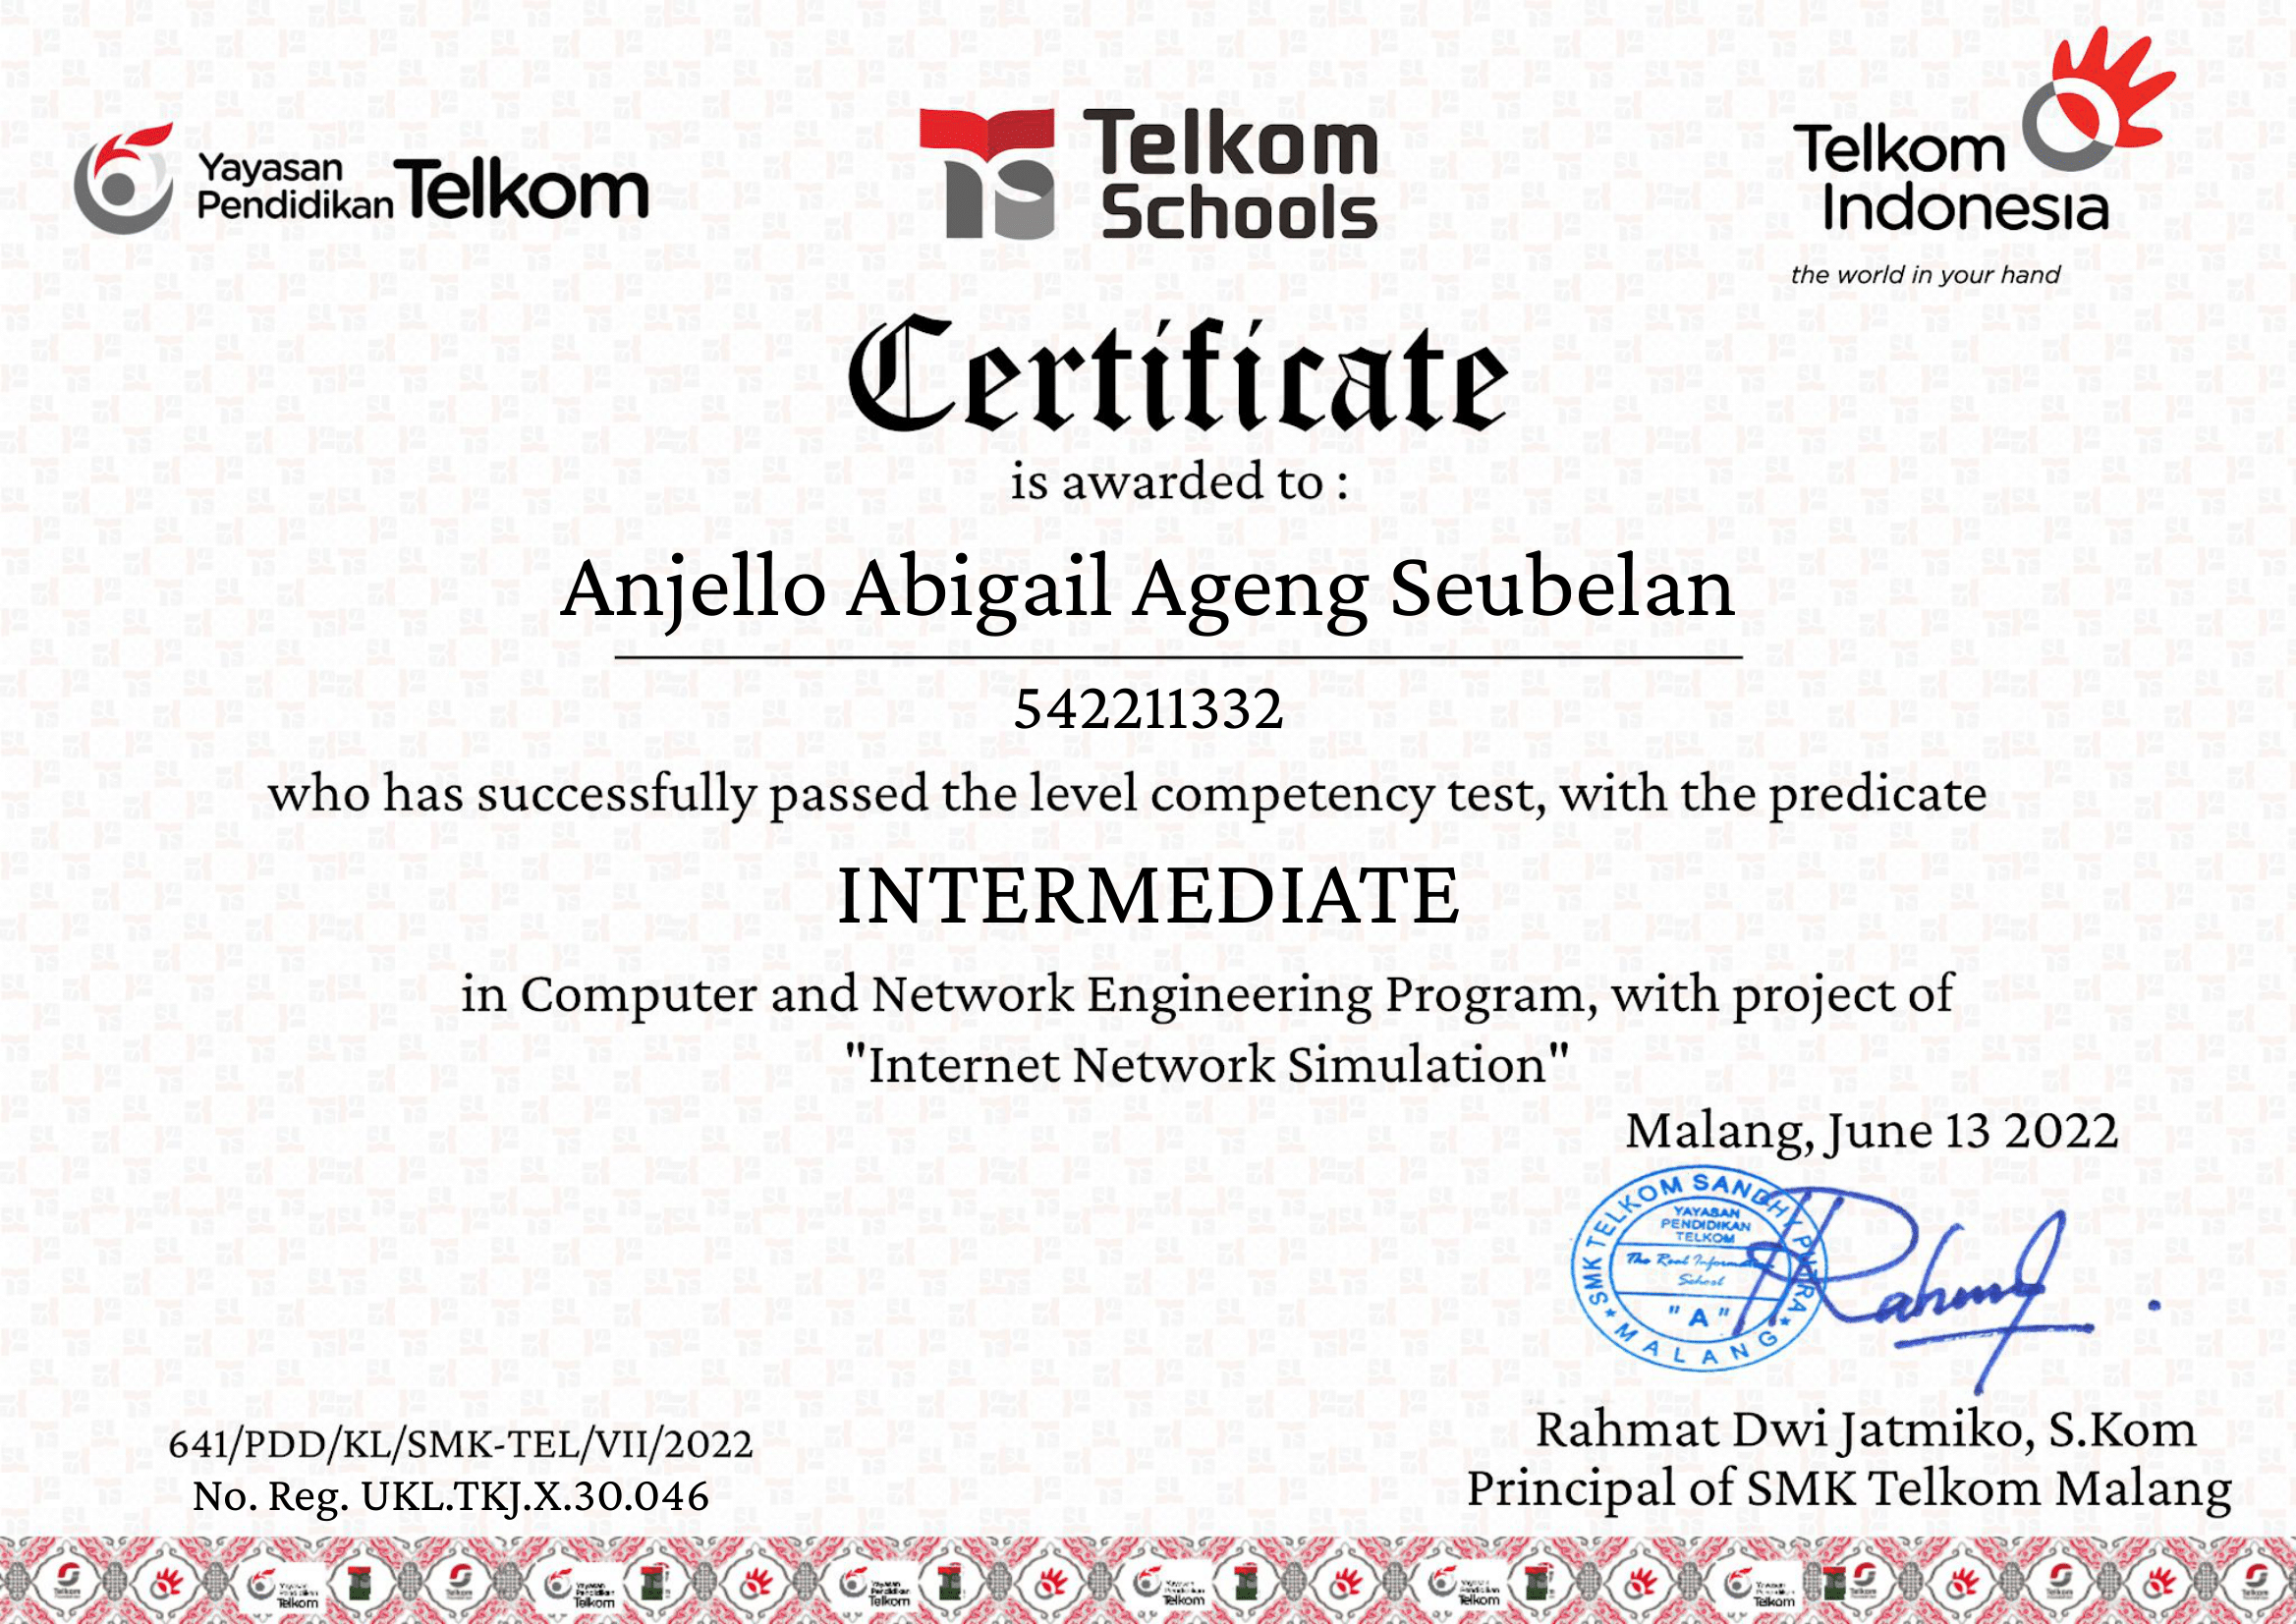 Yayasan
Pendidikan Telkom
Telkom
Schools
Telkom
Indonesia
the world in your hand
Certificate
is awarded to :
Anjello Abigail Ageng Seubelan
542211332
who has successfully passed the level competency test, with the predicate
INTERMEDIATE
in Computer and Network Engineering Program, with project of
"Internet Network Simulation"
Malang, June 13 2022
SMK TELKOM SANDHY PUTRA
YAYASAN
PENDIDIKAN
TELKOM
The Real
School
"A"
MALANG
Rahmat Dwi Jatmiko, S.Kom
Principal of SMK Telkom Malang
641/PDD/KL/SMK-TEL/VII/2022
No. Reg. UKL.TKJ.X.30.046